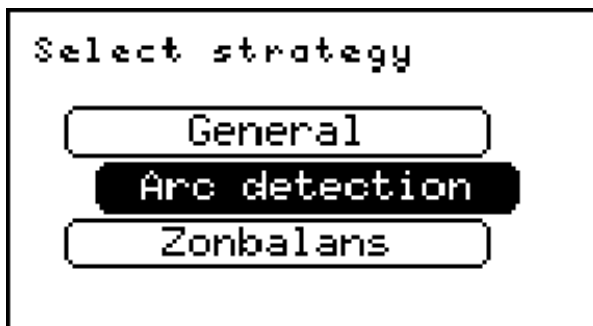 Select strategy
General
Arc detection
Zonbalans